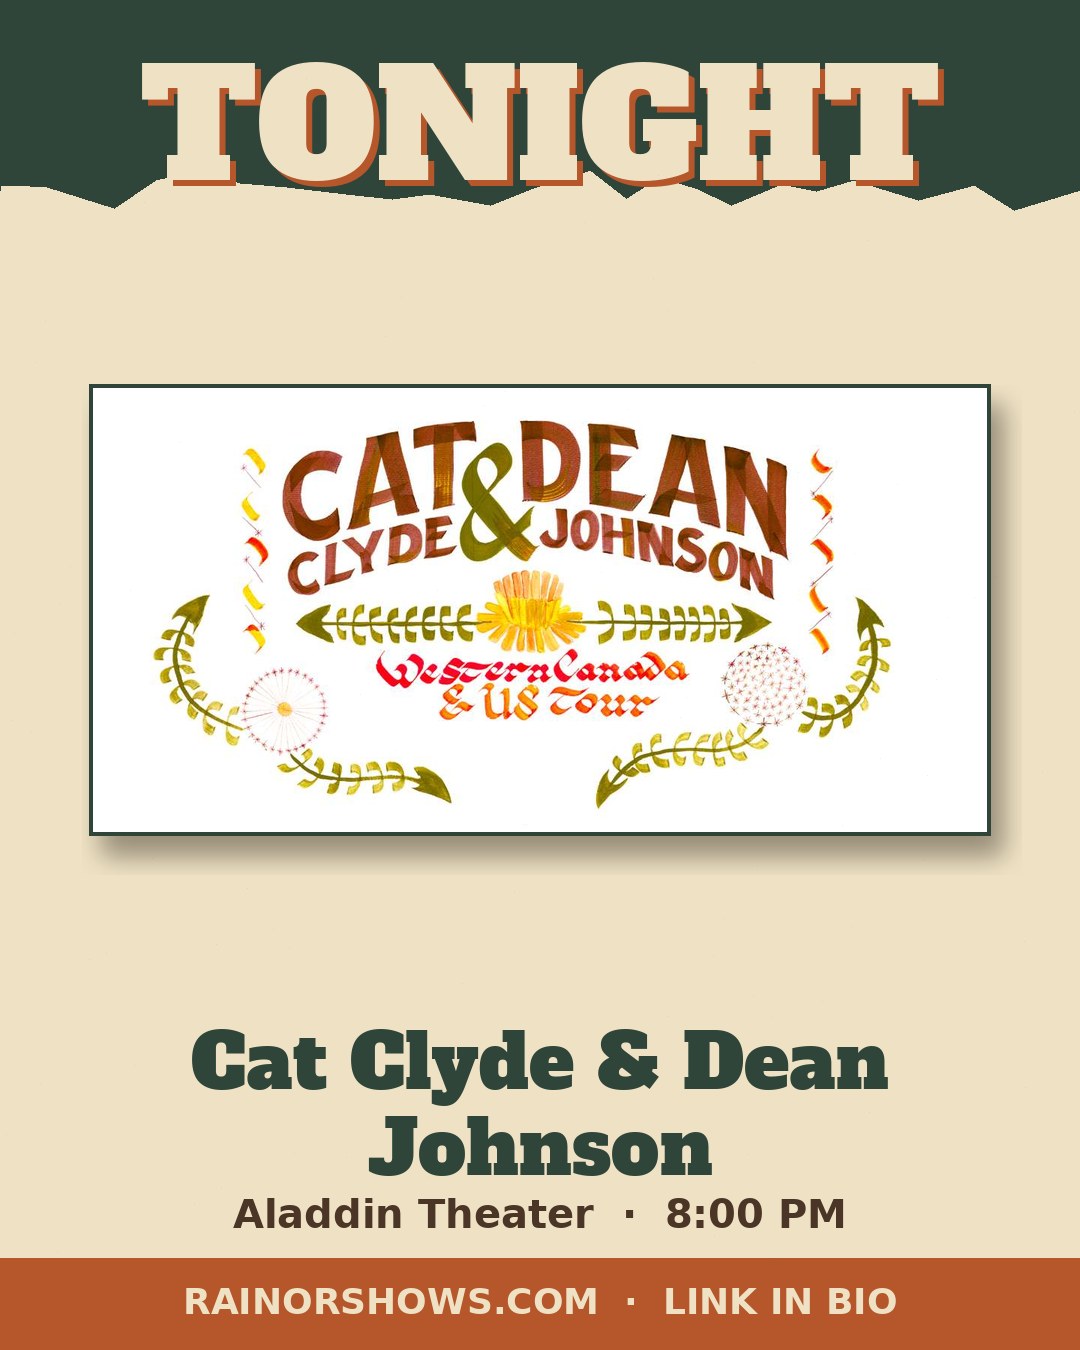 TONIGHT
CAT & DEAN
CLYDE JOHNSON
Western Canada
& US Tour
Cat Clyde & Dean
Johnson
Aladdin Theater · 8:00 PM
RAINORSHOWS.COM · LINK IN BIO